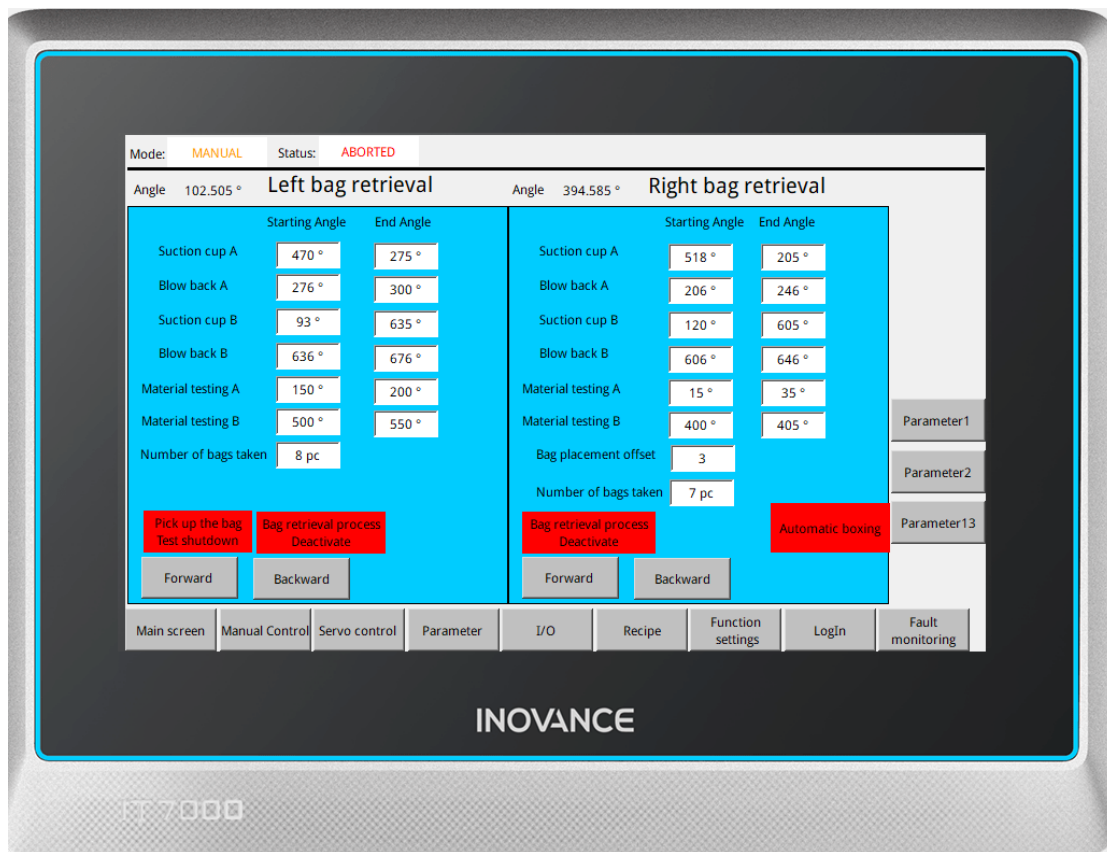 Mode: MANUAL Status: ABORTED
Angle 102.505 ° Left bag retrieval Angle 394.585 ° Right bag retrieval
Starting Angle End Angle
Suction cup A 470 ° 275 °
Blow back A 276 ° 300 °
Suction cup B 93 ° 635 °
Blow back B 636 ° 676 °
Material testing A 150 ° 200 °
Material testing B 500 ° 550 °
Number of bags taken 8 pc
Pick up the bag
Test shutdown
Bag retrieval process
Deactivate
Forward Backward
Starting Angle End Angle
Suction cup A 518 ° 205 °
Blow back A 206 ° 246 °
Suction cup B 120 ° 605 °
Blow back B 606 ° 646 °
Material testing A 15 ° 35 °
Material testing B 400 ° 405 °
Bag placement offset 3
Number of bags taken 7 pc
Bag retrieval process
Deactivate
Automatic boxing
Forward Backward
Parameter1
Parameter2
Parameter13
Main screen Manual Control Servo control Parameter I/O Recipe Function settings LogIn Fault monitoring
INOVANCE
IT 7000